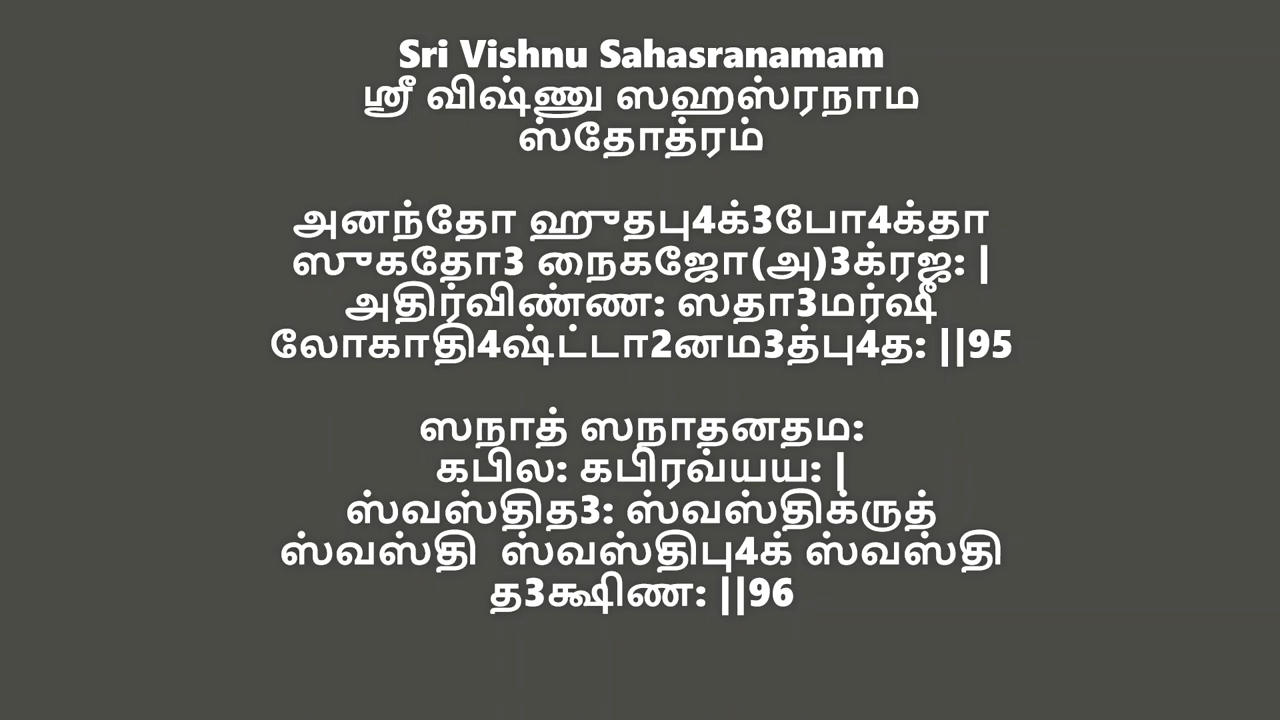 Sri Vishnu Sahasranamam
ஸ்ரீ விஷ்ணு ஸஹஸ்ரநாம
ஸ்தோத்ரம்
அனந்தோ ஹுதபு4க்3போ4க்தா
ஸுகதோ3 நைகஜோ(அ)3க்ரஜ: |
அதிர்விண்ண: ஸதா3மர்ஷீ
லோகாதி4ஷ்ட்டா2னம3த்பு4த: ||95
ஸநாத் ஸநாதனதம:
கபில: கபிரவ்யய: |
ஸ்வஸ்தித3: ஸ்வஸ்திக்ருத்
ஸ்வஸ்தி ஸ்வஸ்திபு4க் ஸ்வஸ்தி
த3க்ஷிண: ||96